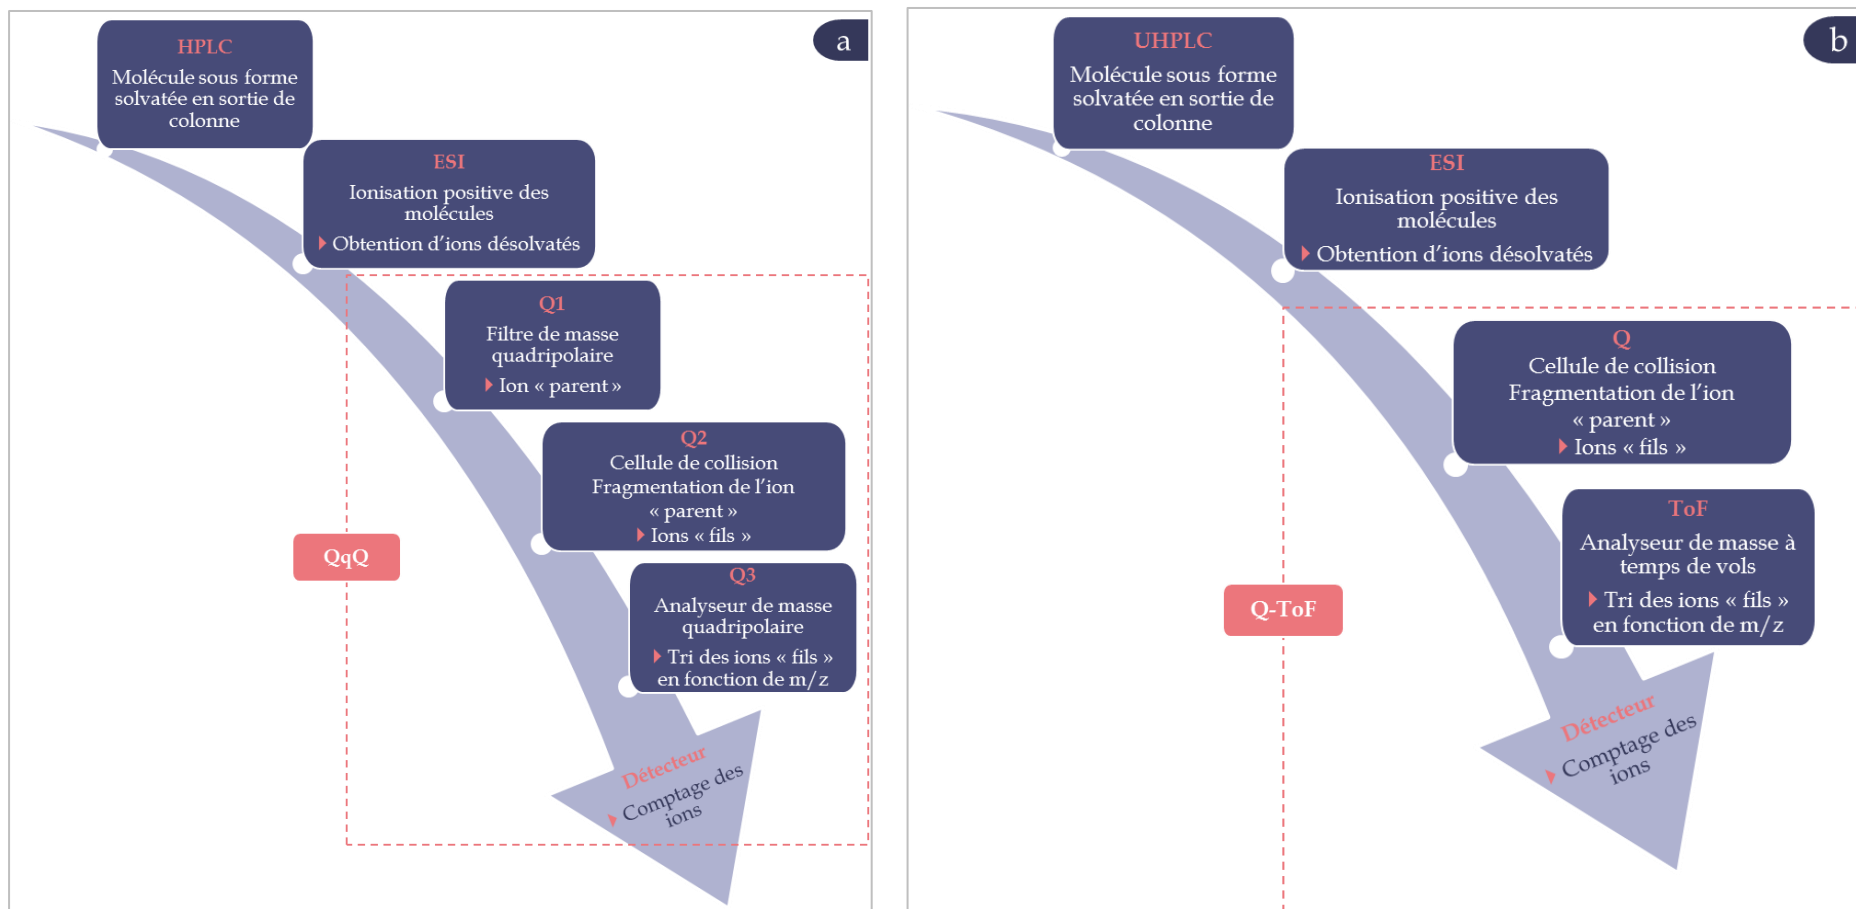 a
HPLC
Molécule sous forme
solvatée en sortie de
colonne
ESI
Ionisation positive des
molécules
Obtention d’ions désolvatés
Q1
Filtre de masse
quadripolaire
Ion « parent »
Q2
Cellule de collision
Fragmentation de l’ion
« parent »
Ions « fils »
QqQ
Q3
Analyseur de masse
quadripolaire
Tri des ions « fils »
en fonction de m/z
Détecteur
Comptage des
ions
b
UHPLC
Molécule sous forme
solvatée en sortie de
colonne
ESI
Ionisation positive des
molécules
Obtention d’ions désolvatés
Q
Cellule de collision
Fragmentation de l’ion
« parent »
Ions « fils »
Q-ToF
ToF
Analyseur de masse à
temps de vols
Tri des ions « fils »
en fonction de m/z
Détecteur
Comptage des
ions